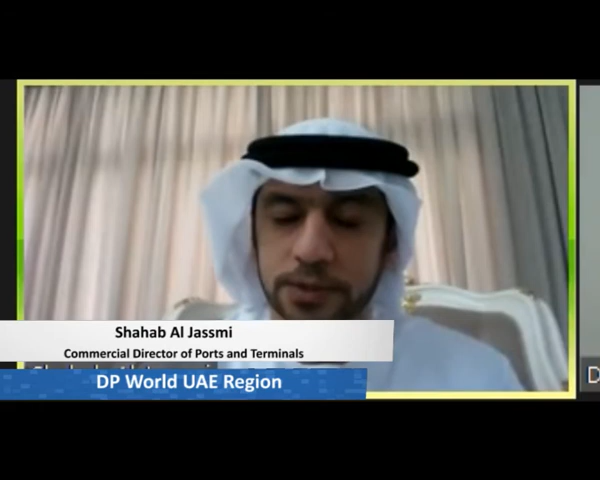 Shahab Al Jassmi
Commercial Director of Ports and Terminals
DP World UAE Region
D